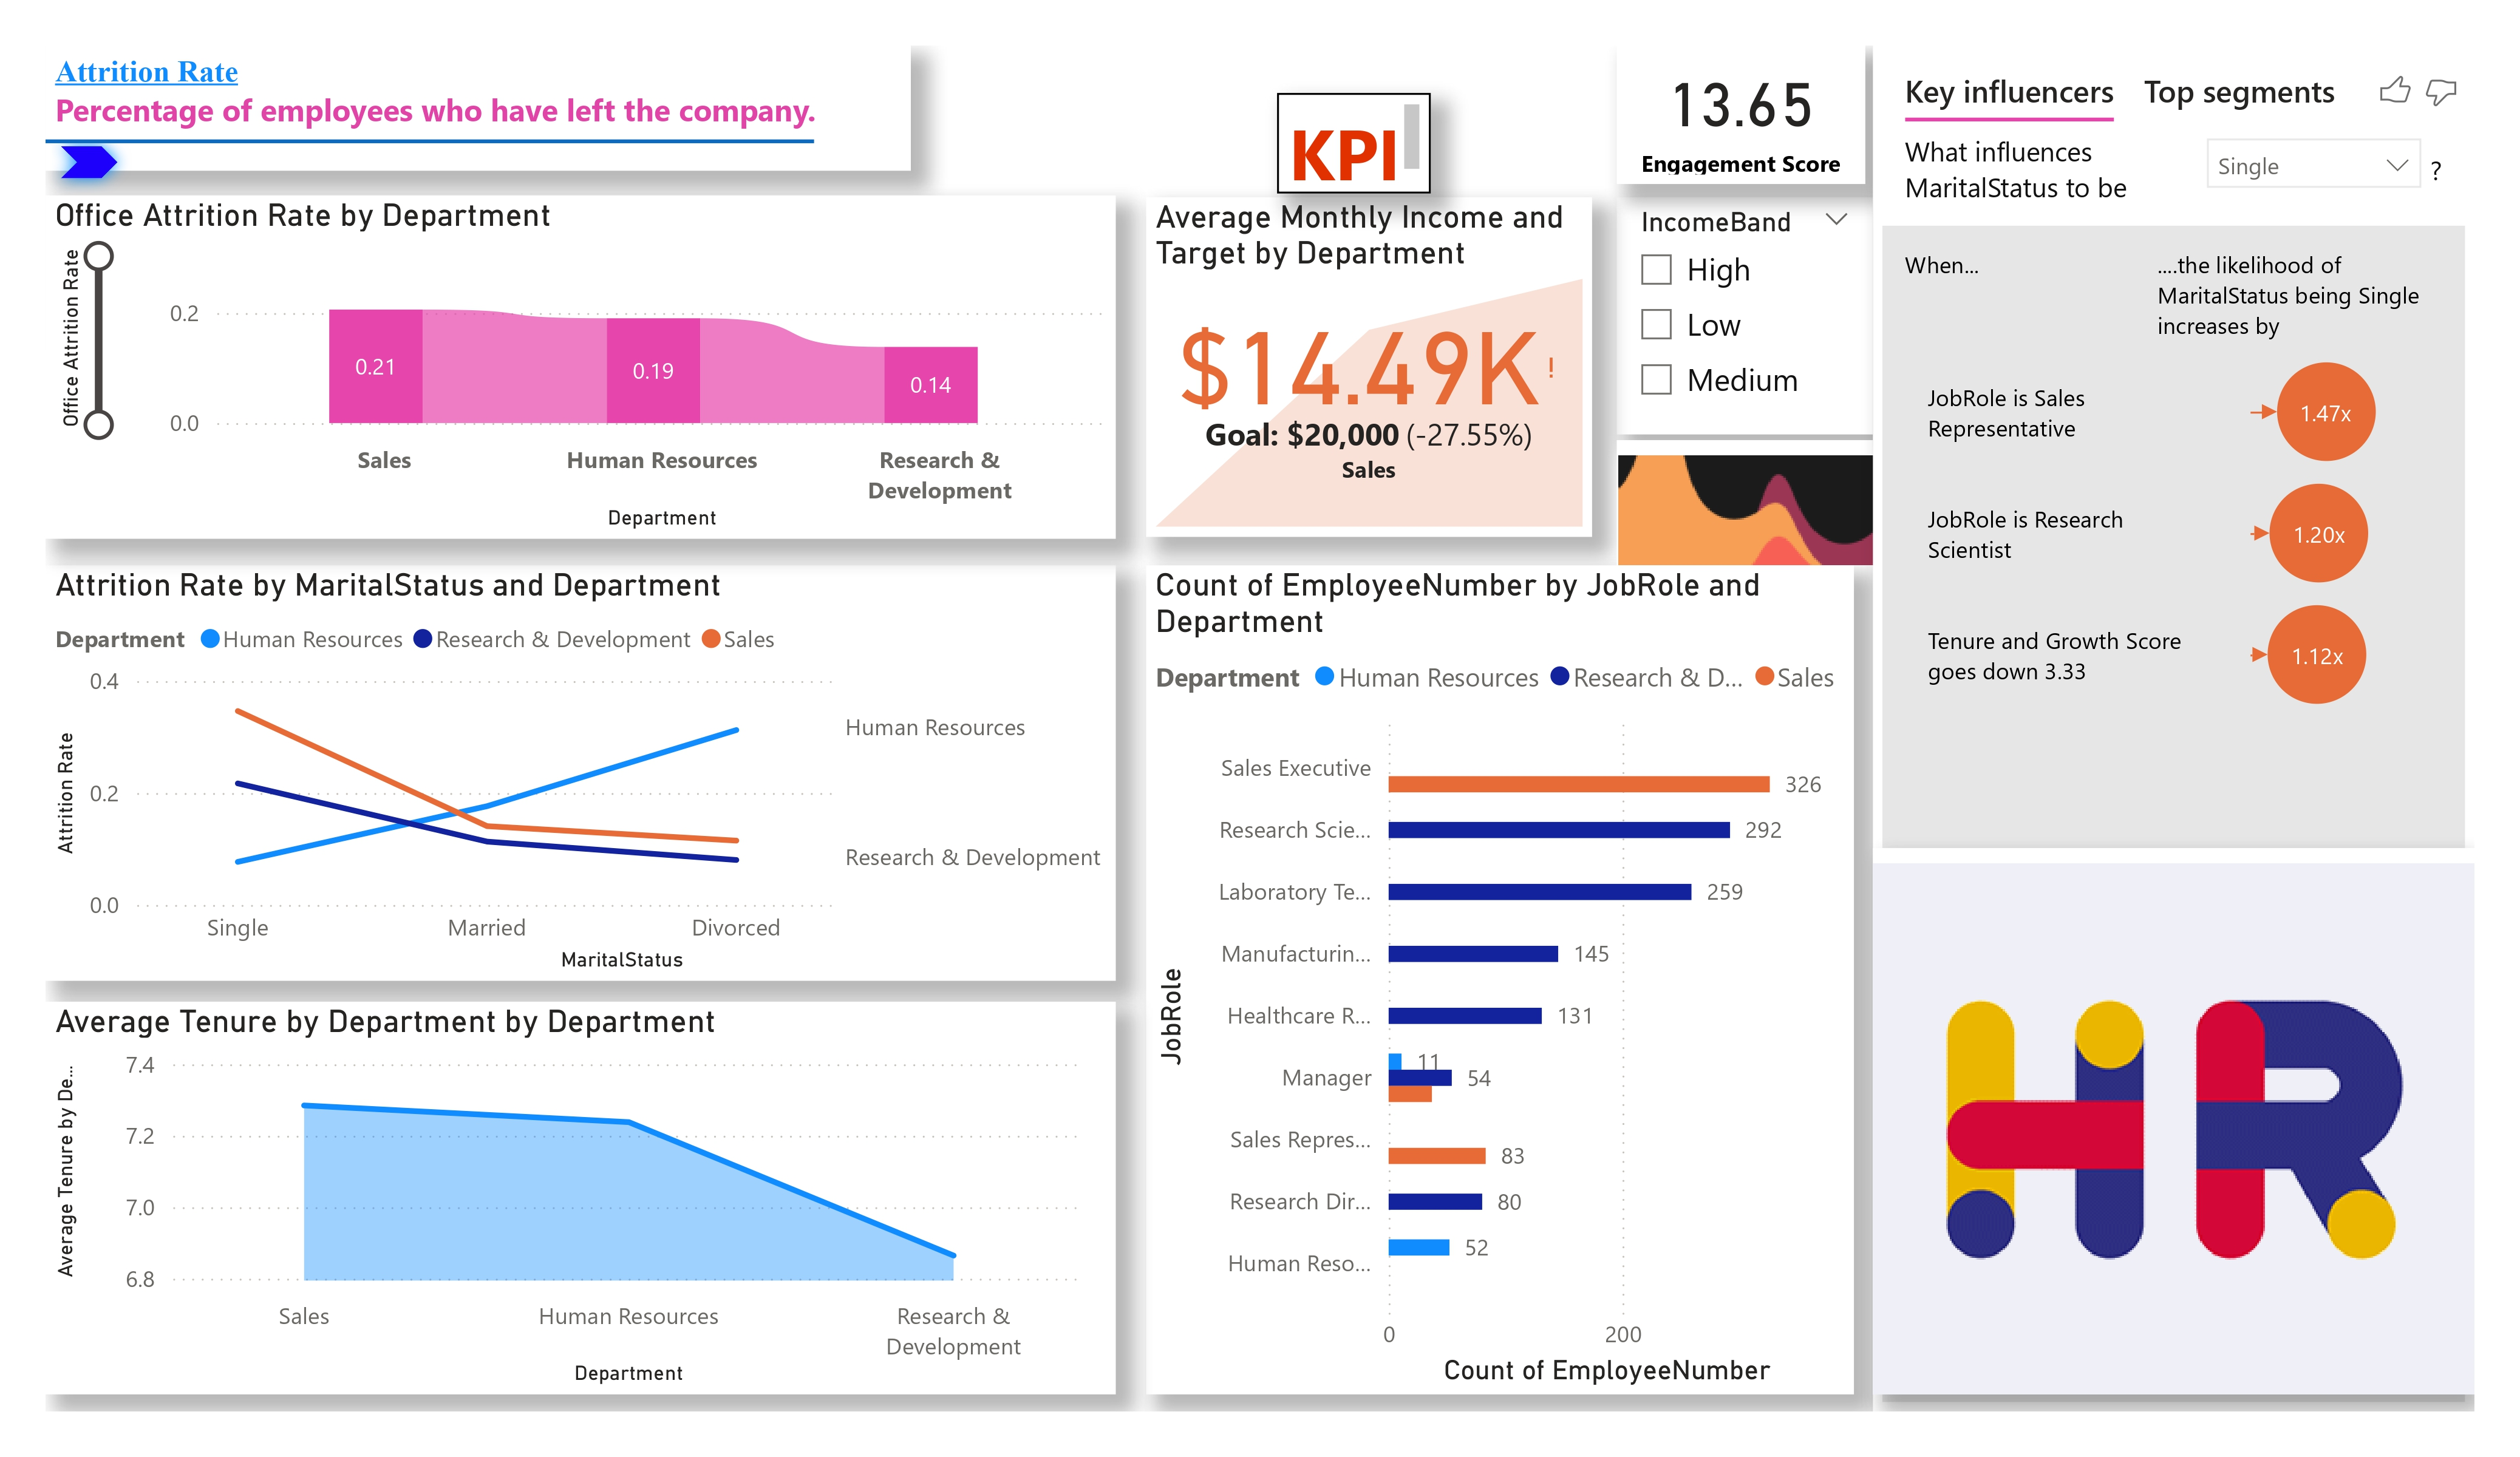 Attrition Rate
Percentage of employees who have left the company.
Office Attrition Rate by Department
Office Attrition Rate
0.2
0.0
0.21
0.19
0.14
Sales
Human Resources
Research &
Development
Department
Attrition Rate by MaritalStatus and Department
Department Human Resources Research & Development Sales
Attrition Rate
0.4
0.2
0.0
Human Resources
Research & Development
Single
Married
Divorced
MaritalStatus
Average Tenure by Department by Department
Average Tenure by De...
7.4
7.2
7.0
6.8
Sales
Human Resources
Research &
Development
Department
KPI
Average Monthly Income and
Target by Department
$14.49K!
Goal: $20,000 (-27.55%)
Sales
13.65
Engagement Score
IncomeBand
High
Low
Medium
Count of EmployeeNumber by JobRole and
Department
Department Human Resources Research & D... Sales
JobRole
Sales Executive 326
Research Scie... 292
Laboratory Te... 259
Manufacturin... 145
Healthcare R... 131
11
Manager 54
Sales Repres... 83
Research Dir... 80
Human Reso... 52
0
200
Count of EmployeeNumber
Key influencers Top segments
What influences
MaritalStatus to be
Single
?
When...
....the likelihood of
MaritalStatus being Single
increases by
JobRole is Sales
Representative
1.47x
JobRole is Research
Scientist
1.20x
Tenure and Growth Score
goes down 3.33
1.12x
HR